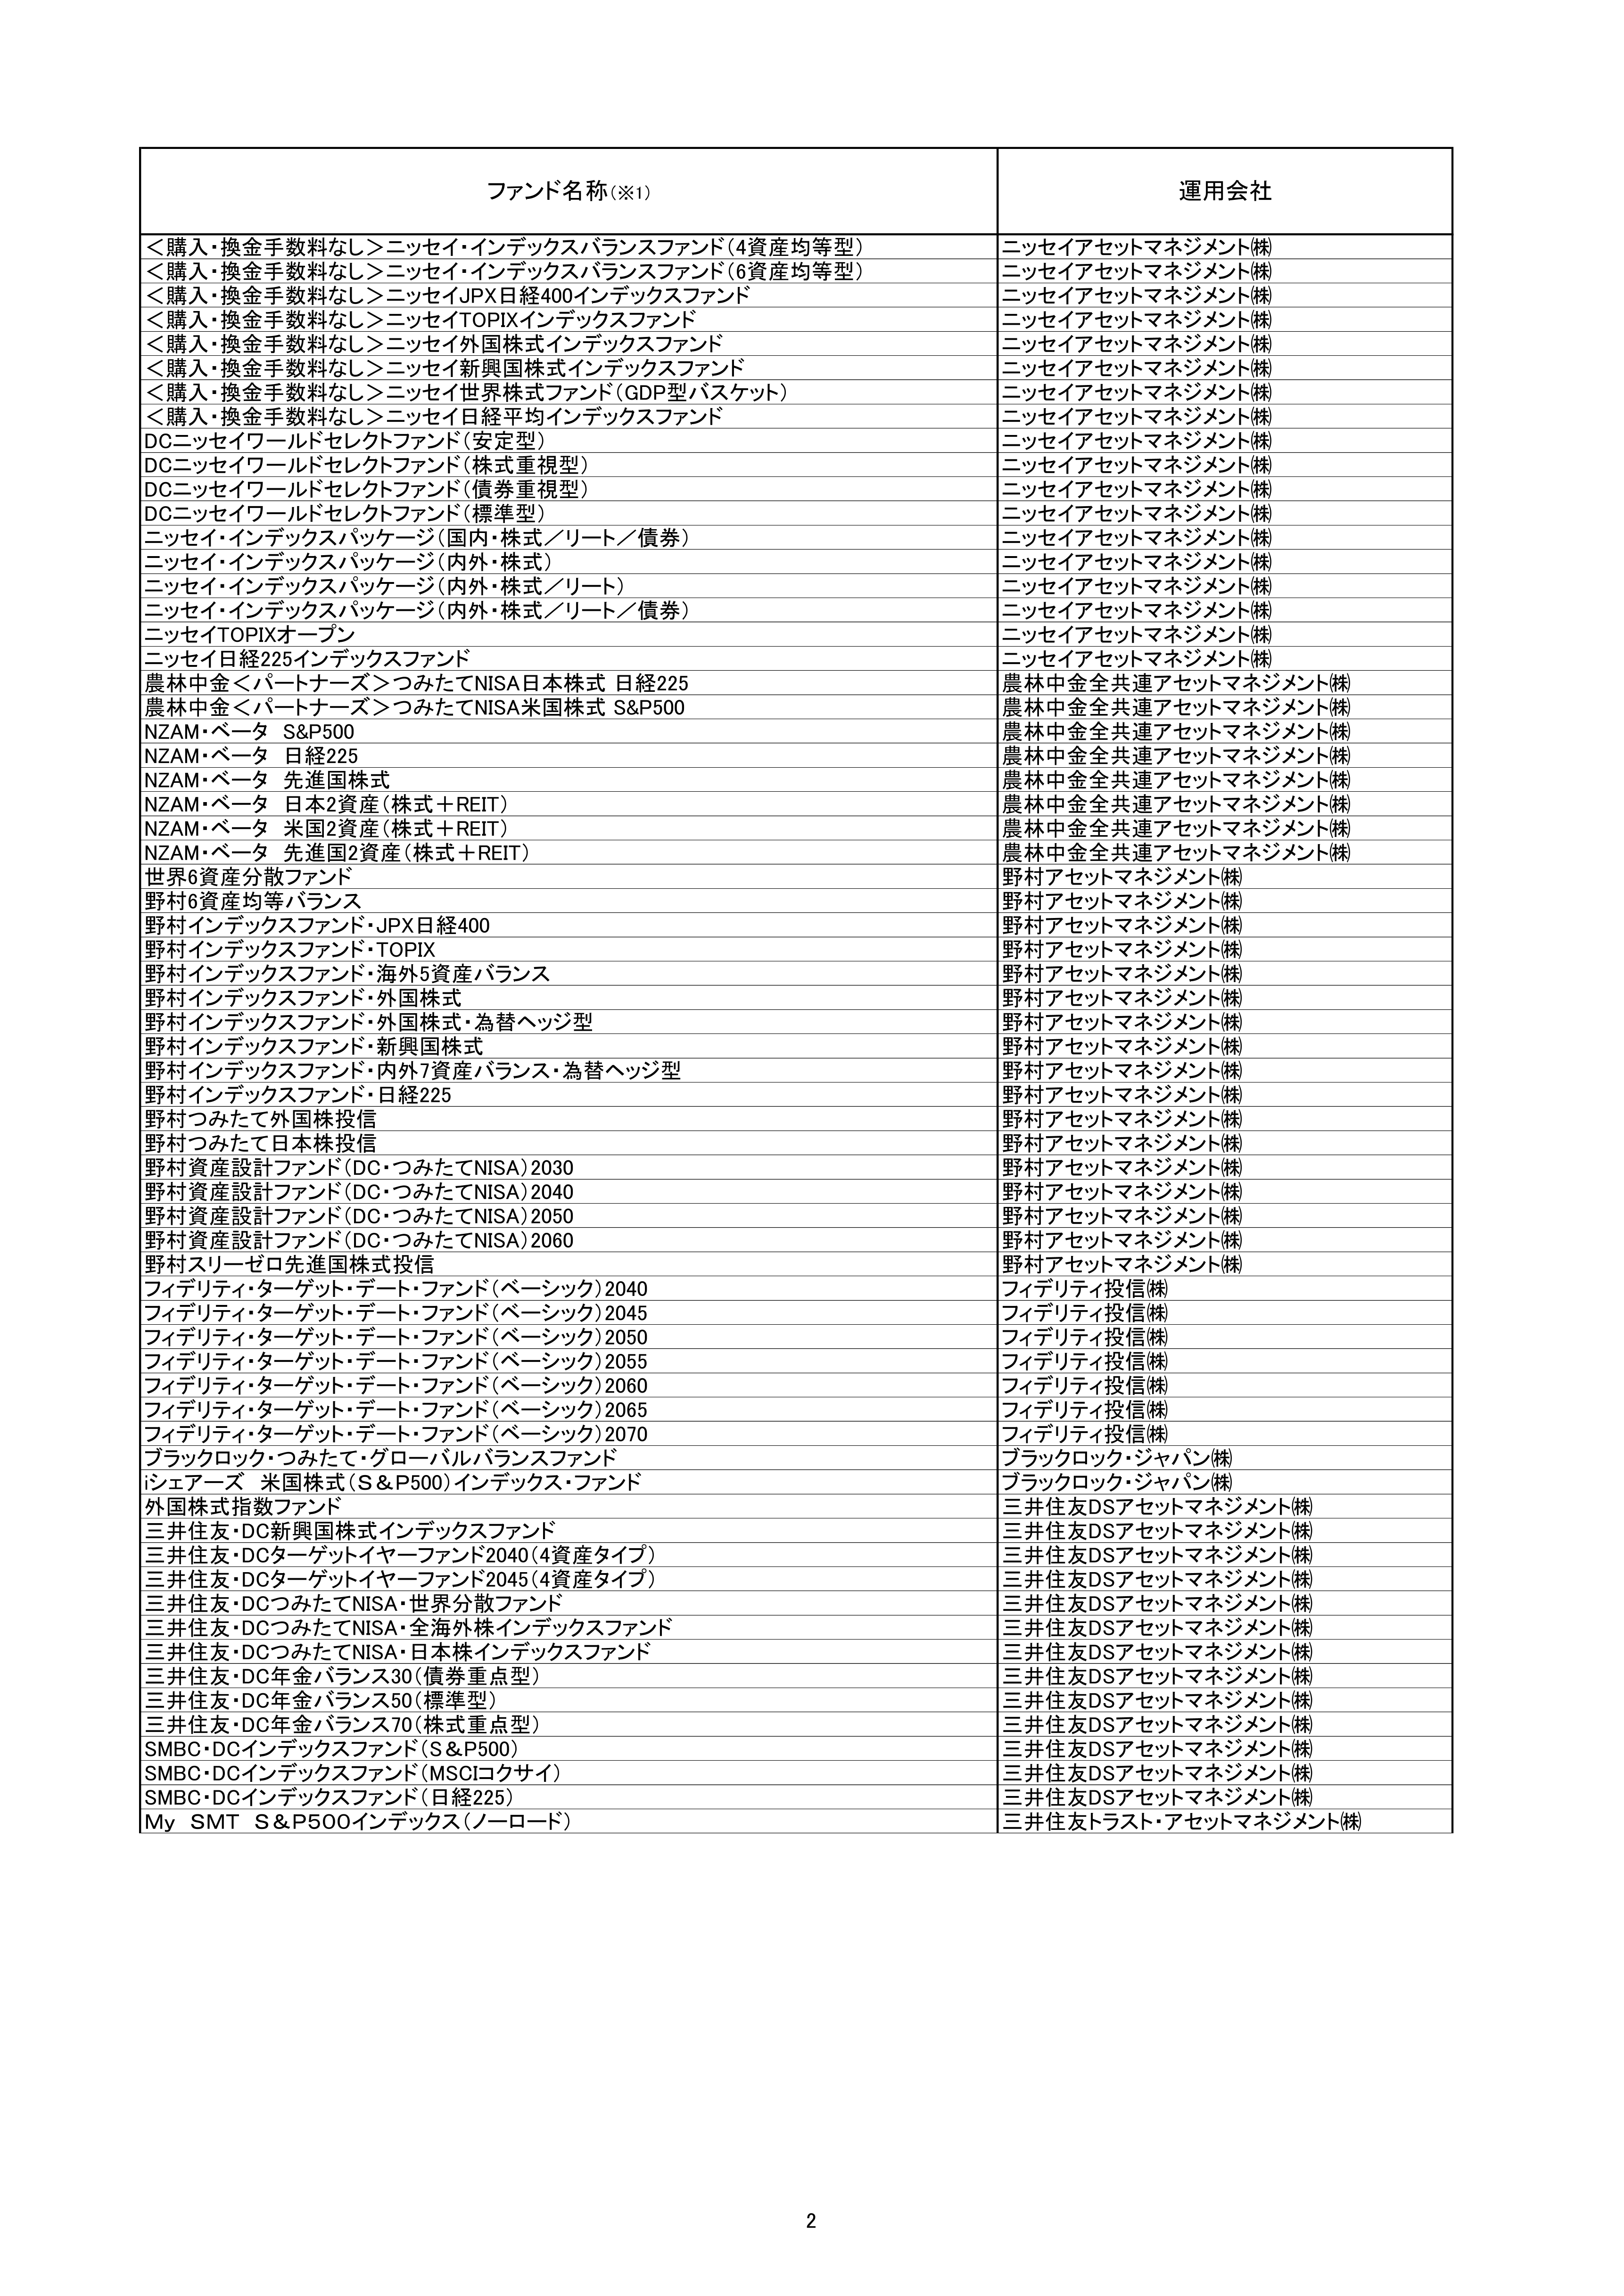 ファンド名称(※1) 運用会社
＜購入・換金手数料なし＞ニッセイ・インデックスバランスファンド(4資産均等型) ニッセイアセットマネジメント㈱
＜購入・換金手数料なし＞ニッセイ・インデックスバランスファンド(6資産均等型) ニッセイアセットマネジメント㈱
＜購入・換金手数料なし＞ニッセイJPX日経400インデックスファンド ニッセイアセットマネジメント㈱
＜購入・換金手数料なし＞ニッセイTOPIXインデックスファンド ニッセイアセットマネジメント㈱
＜購入・換金手数料なし＞ニッセイ外国株式インデックスファンド ニッセイアセットマネジメント㈱
＜購入・換金手数料なし＞ニッセイ新興国株式インデックスファンド ニッセイアセットマネジメント㈱
＜購入・換金手数料なし＞ニッセイ世界株式ファンド(GDP型バスケット) ニッセイアセットマネジメント㈱
＜購入・換金手数料なし＞ニッセイ日経平均インデックスファンド ニッセイアセットマネジメント㈱
DCニッセイワールドセレクトファンド(安定型) ニッセイアセットマネジメント㈱
DCニッセイワールドセレクトファンド(株式重視型) ニッセイアセットマネジメント㈱
DCニッセイワールドセレクトファンド(債券重視型) ニッセイアセットマネジメント㈱
DCニッセイワールドセレクトファンド(標準型) ニッセイアセットマネジメント㈱
ニッセイ・インデックスパッケージ(国内・株式／リート／債券) ニッセイアセットマネジメント㈱
ニッセイ・インデックスパッケージ(内外・株式) ニッセイアセットマネジメント㈱
ニッセイ・インデックスパッケージ(内外・株式／リート) ニッセイアセットマネジメント㈱
ニッセイ・インデックスパッケージ(内外・株式／リート／債券) ニッセイアセットマネジメント㈱
ニッセイTOPIXオープン ニッセイアセットマネジメント㈱
ニッセイ日経225インデックスファンド ニッセイアセットマネジメント㈱
農林中金＜パートナーズ＞つみたてNISA日本株式 日経225 農林中金全共連アセットマネジメント㈱
農林中金＜パートナーズ＞つみたてNISA米国株式 S&P500 農林中金全共連アセットマネジメント㈱
NZAM・ベータ　S&P500 農林中金全共連アセットマネジメント㈱
NZAM・ベータ　日経225 農林中金全共連アセットマネジメント㈱
NZAM・ベータ　先進国株式 農林中金全共連アセットマネジメント㈱
NZAM・ベータ　日本2資産(株式＋REIT) 農林中金全共連アセットマネジメント㈱
NZAM・ベータ　米国2資産(株式＋REIT) 農林中金全共連アセットマネジメント㈱
NZAM・ベータ　先進国2資産(株式＋REIT) 農林中金全共連アセットマネジメント㈱
世界6資産分散ファンド 野村アセットマネジメント㈱
野村6資産均等バランス 野村アセットマネジメント㈱
野村インデックスファンド・JPX日経400 野村アセットマネジメント㈱
野村インデックスファンド・TOPIX 野村アセットマネジメント㈱
野村インデックスファンド・海外5資産バランス 野村アセットマネジメント㈱
野村インデックスファンド・外国株式 野村アセットマネジメント㈱
野村インデックスファンド・外国株式・為替ヘッジ型 野村アセットマネジメント㈱
野村インデックスファンド・新興国株式 野村アセットマネジメント㈱
野村インデックスファンド・内外7資産バランス・為替ヘッジ型 野村アセットマネジメント㈱
野村インデックスファンド・日経225 野村アセットマネジメント㈱
野村つみたて外国株投信 野村アセットマネジメント㈱
野村つみたて日本株投信 野村アセットマネジメント㈱
野村資産設計ファンド(DC・つみたてNISA)2030 野村アセットマネジメント㈱
野村資産設計ファンド(DC・つみたてNISA)2040 野村アセットマネジメント㈱
野村資産設計ファンド(DC・つみたてNISA)2050 野村アセットマネジメント㈱
野村資産設計ファンド(DC・つみたてNISA)2060 野村アセットマネジメント㈱
野村スリーゼロ先進国株式投信 野村アセットマネジメント㈱
フィデリティ・ターゲット・デート・ファンド(ベーシック)2040 フィデリティ投信㈱
フィデリティ・ターゲット・デート・ファンド(ベーシック)2045 フィデリティ投信㈱
フィデリティ・ターゲット・デート・ファンド(ベーシック)2050 フィデリティ投信㈱
フィデリティ・ターゲット・デート・ファンド(ベーシック)2055 フィデリティ投信㈱
フィデリティ・ターゲット・デート・ファンド(ベーシック)2060 フィデリティ投信㈱
フィデリティ・ターゲット・デート・ファンド(ベーシック)2065 フィデリティ投信㈱
フィデリティ・ターゲット・デート・ファンド(ベーシック)2070 フィデリティ投信㈱
ブラックロック・つみたて・グローバルバランスファンド ブラックロック・ジャパン㈱
iシェアーズ　米国株式(Ｓ＆P500)インデックス・ファンド ブラックロック・ジャパン㈱
外国株式指数ファンド 三井住友DSアセットマネジメント㈱
三井住友・DC新興国株式インデックスファンド 三井住友DSアセットマネジメント㈱
三井住友・DCターゲットイヤーファンド2040(4資産タイプ) 三井住友DSアセットマネジメント㈱
三井住友・DCターゲットイヤーファンド2045(4資産タイプ) 三井住友DSアセットマネジメント㈱
三井住友・DCつみたてNISA・世界分散ファンド 三井住友DSアセットマネジメント㈱
三井住友・DCつみたてNISA・全海外株インデックスファンド 三井住友DSアセットマネジメント㈱
三井住友・DCつみたてNISA・日本株インデックスファンド 三井住友DSアセットマネジメント㈱
三井住友・DC年金バランス30(債券重点型) 三井住友DSアセットマネジメント㈱
三井住友・DC年金バランス50(標準型) 三井住友DSアセットマネジメント㈱
三井住友・DC年金バランス70(株式重点型) 三井住友DSアセットマネジメント㈱
SMBC・DCインデックスファンド(Ｓ＆P500) 三井住友DSアセットマネジメント㈱
SMBC・DCインデックスファンド(MSCIコクサイ) 三井住友DSアセットマネジメント㈱
SMBC・DCインデックスファンド(日経225) 三井住友DSアセットマネジメント㈱
Ｍｙ　ＳＭＴ　Ｓ＆Ｐ５００インデックス(ノーロード) 三井住友トラスト・アセットマネジメント㈱
2